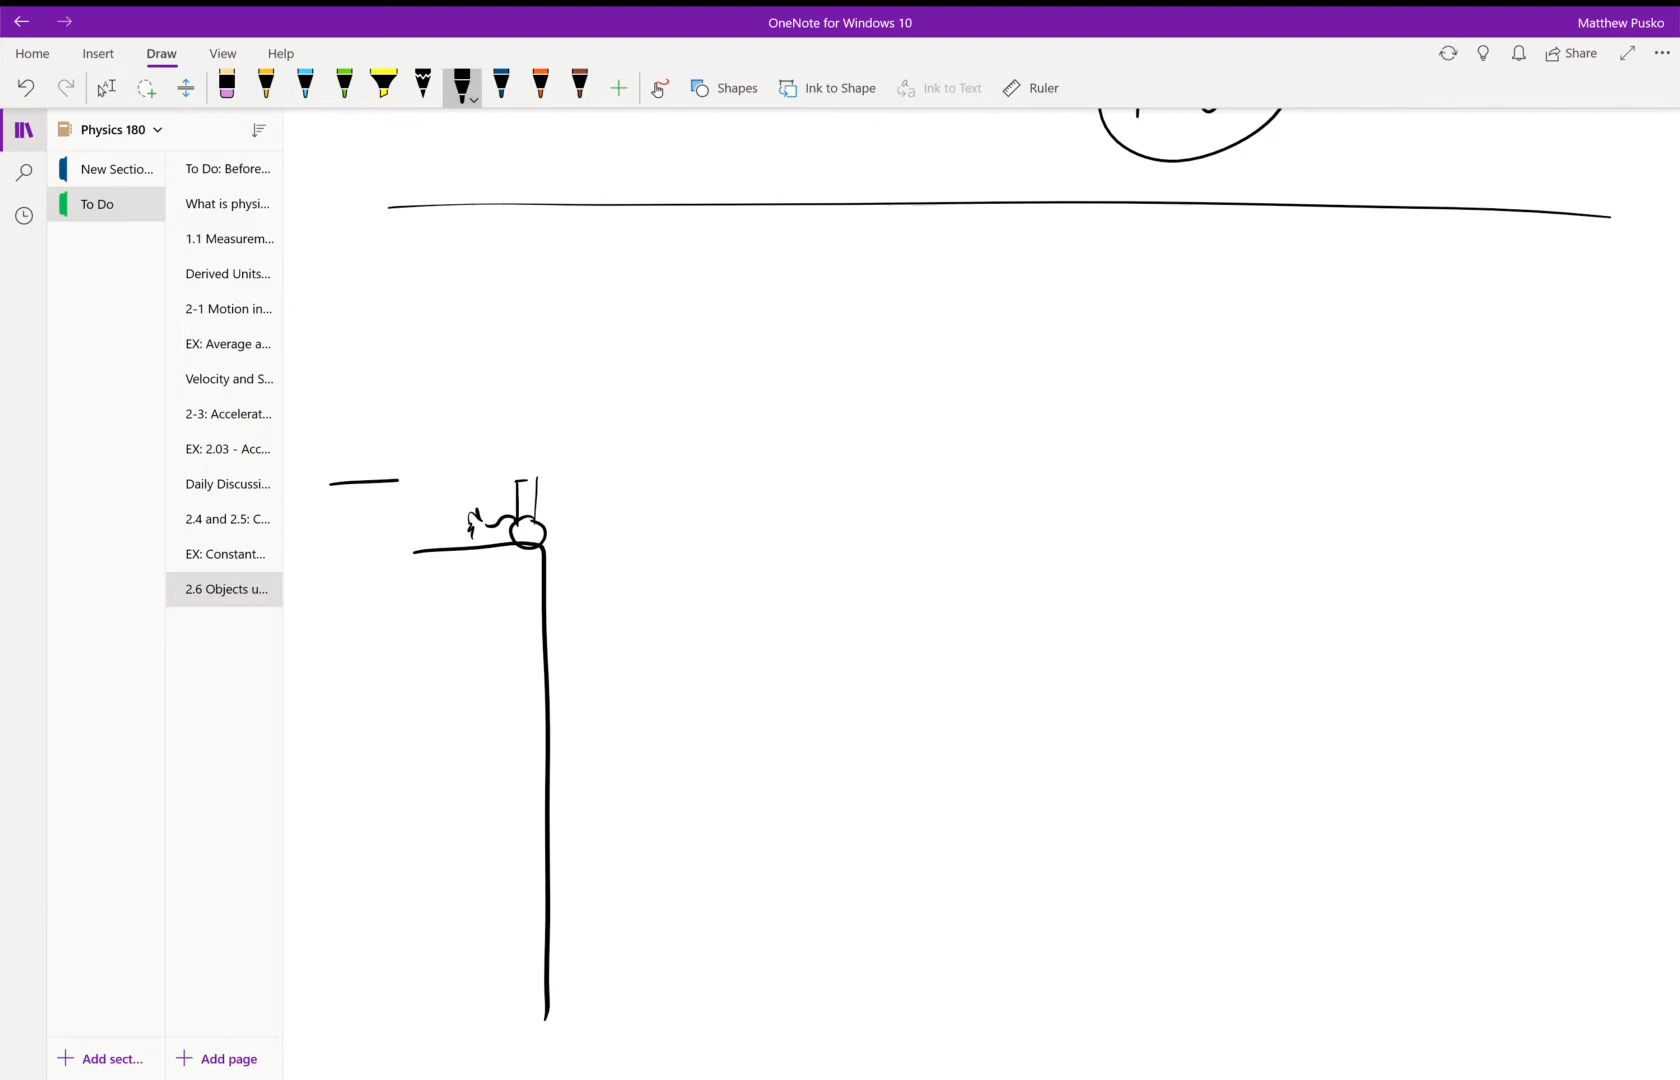 OneNote for Windows 10
Matthew Pusko
Home Insert Draw View Help
Share
Shapes Ink to Shape Ink to Text Ruler
Physics 180
New Sectio...
To Do
To Do: Before...
What is physi...
1.1 Measurem...
Derived Units...
2-1 Motion in...
EX: Average a...
Velocity and S...
2-3: Accelerat...
EX: 2.03 - Acc...
Daily Discussi...
2.4 and 2.5: C...
EX: Constant...
2.6 Objects u...
Add sect...
Add page